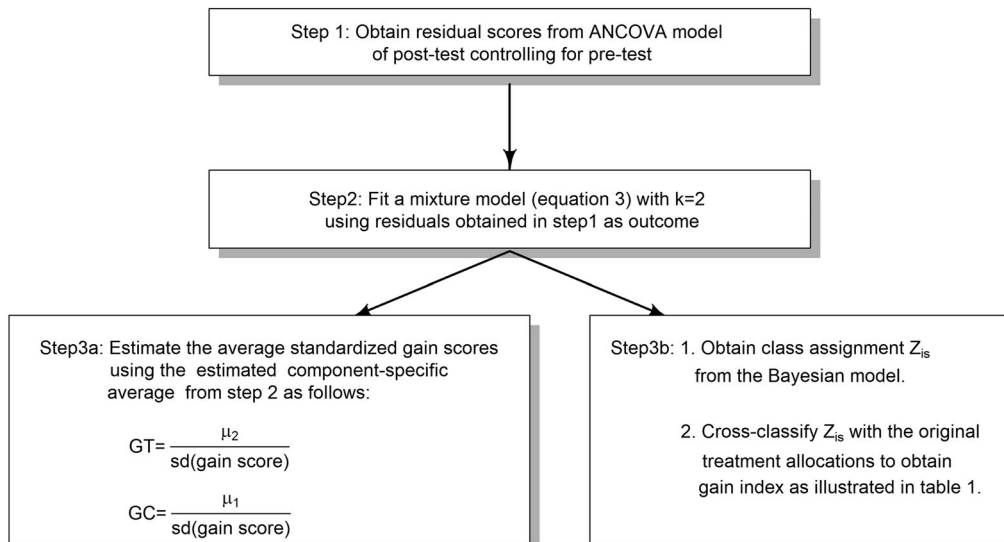 Step 1: Obtain residual scores from ANCOVA model
of post-test controlling for pre-test
Step2: Fit a mixture model (equation 3) with k=2
using residuals obtained in step1 as outcome
Step3a: Estimate the average standardized gain scores
using the estimated component-specific
average from step 2 as follows:
GT= μ2 / sd(gain score)
GC= μ1 / sd(gain score)
Step3b: 1. Obtain class assignment Zis
from the Bayesian model.
2. Cross-classify Zis with the original
treatment allocations to obtain
gain index as illustrated in table 1.